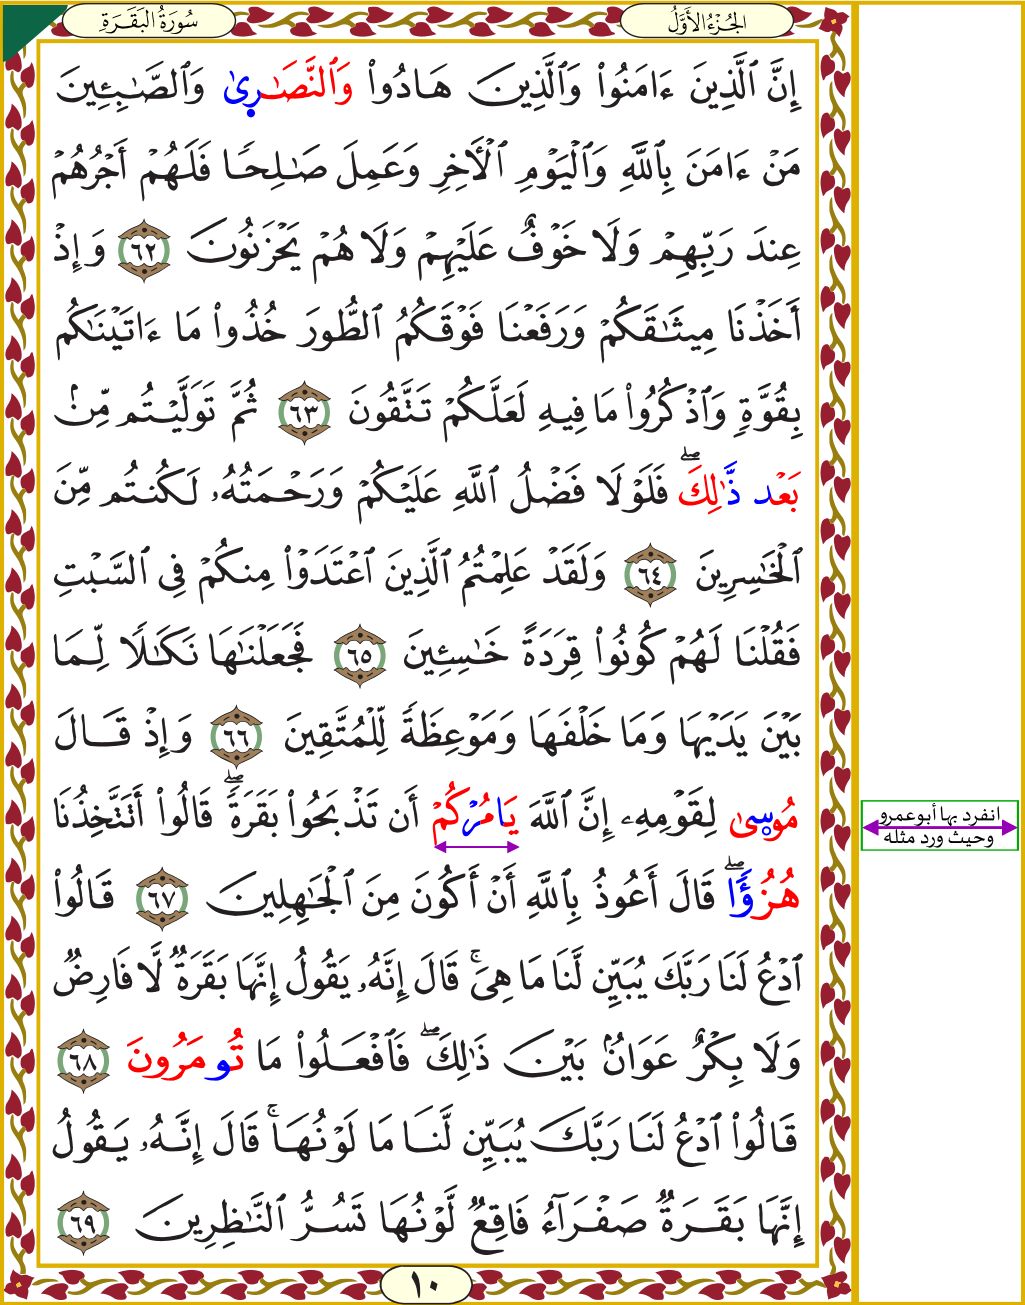 الجُزْءُ الأَوَّلُ
سُورَةُ البَقَرَةِ
إِنَّ ٱلَّذِينَ ءَامَنُواْ وَٱلَّذِينَ هَادُواْ وَٱلنَّصَٰرِىٰ وَٱلصَّٰبِـِٔينَ
مَنْ ءَامَنَ بِٱللَّهِ وَٱلْيَوْمِ ٱلْأٓخِرِ وَعَمِلَ صَٰلِحًا فَلَهُمْ أَجْرُهُمْ
عِندَ رَبِّهِمْ وَلَا خَوْفٌ عَلَيْهِمْ وَلَا هُمْ يَحْزَنُونَ ٦٢ وَإِذْ
أَخَذْنَا مِيثَٰقَكُمْ وَرَفَعْنَا فَوْقَكُمُ ٱلطُّورَ خُذُواْ مَا ءَاتَيْنَٰكُم
بِقُوَّةٍ وَٱذْكُرُواْ مَا فِيهِ لَعَلَّكُمْ تَتَّقُونَ ٦٣ ثُمَّ تَوَلَّيْتُم مِّنۢ
بَعْد ذَّٰلِكَۖ فَلَوْلَا فَضْلُ ٱللَّهِ عَلَيْكُمْ وَرَحْمَتُهُۥ لَكُنتُم مِّنَ
ٱلْخَٰسِرِينَ ٦٤ وَلَقَدْ عَلِمْتُمُ ٱلَّذِينَ ٱعْتَدَوْاْ مِنكُمْ فِى ٱلسَّبْتِ
فَقُلْنَا لَهُمْ كُونُواْ قِرَدَةً خَٰسِـِٔينَ ٦٥ فَجَعَلْنَٰهَا نَكَٰلًا لِّمَا
بَيْنَ يَدَيْهَا وَمَا خَلْفَهَا وَمَوْعِظَةً لِّلْمُتَّقِينَ ٦٦ وَإِذْ قَالَ
مُوسِىٰ لِقَوْمِهِۦ إِنَّ ٱللَّهَ يَامُرْكُمْ أَن تَذْبَحُواْ بَقَرَةًۖ قَالُواْ أَتَتَّخِذُنَا
هُزُؤًاۖ قَالَ أَعُوذُ بِٱللَّهِ أَنْ أَكُونَ مِنَ ٱلْجَٰهِلِينَ ٦٧ قَالُواْ
ٱدْعُ لَنَا رَبَّكَ يُبَيِّن لَّنَا مَا هِىَۚ قَالَ إِنَّهُۥ يَقُولُ إِنَّهَا بَقَرَةٌ لَّا فَارِضٌ
وَلَا بِكْرٌ عَوَانٌۢ بَيْنَ ذَٰلِكَۖ فَٱفْعَلُواْ مَا تُومَرُونَ ٦٨
قَالُواْ ٱدْعُ لَنَا رَبَّكَ يُبَيِّن لَّنَا مَا لَوْنُهَاۚ قَالَ إِنَّهُۥ يَقُولُ
إِنَّهَا بَقَرَةٌ صَفْرَآءُ فَاقِعٌ لَّوْنُهَا تَسُرُّ ٱلنَّٰظِرِينَ ٦٩
١٠
انفرد بها أبوعمرو
وحيث ورد مثله